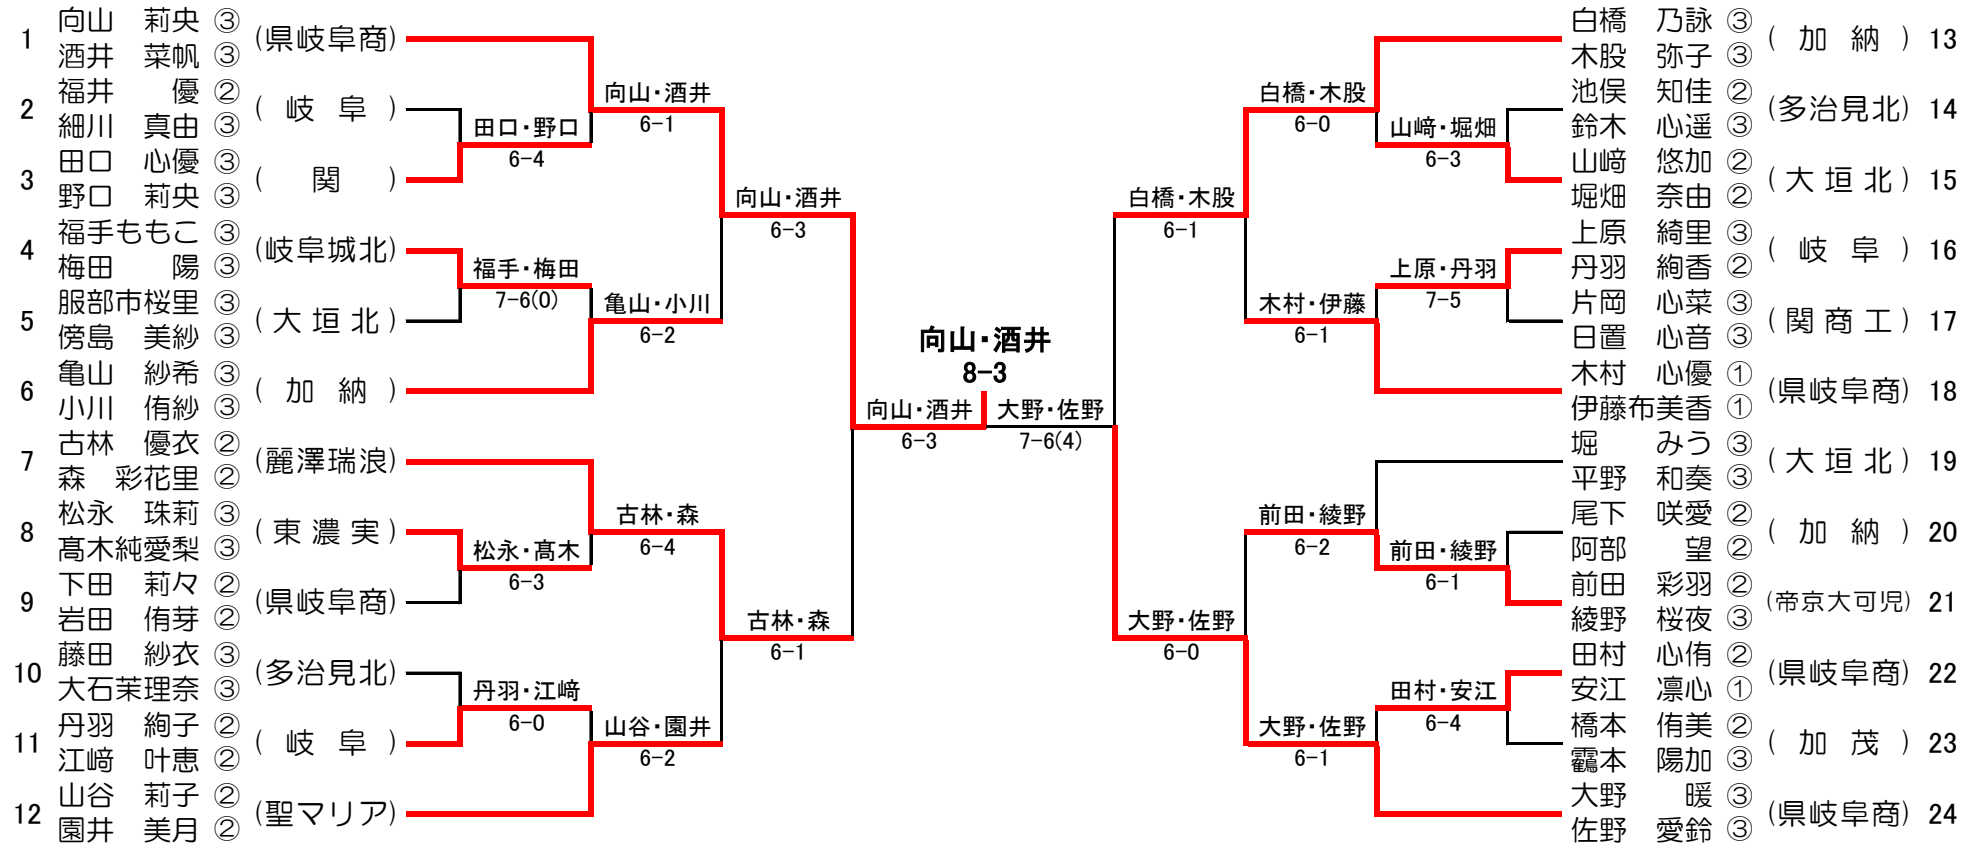 1 向山 莉央 ③ (県岐阜商)
酒井 菜帆 ③
2 福井 優 ② ( 岐 阜 )
細川 真由 ③
3 田口 心優 ③ ( 関 )
野口 莉央 ③
4 福手ももこ ③ (岐阜城北)
梅田 陽 ③
5 服部市桜里 ③ ( 大 垣 北 )
傍島 美紗 ③
6 亀山 紗希 ③ ( 加 納 )
小川 侑紗 ③
7 古林 優衣 ② (麗澤瑞浪)
森 彩花里 ②
8 松永 珠莉 ③ ( 東 濃 実 )
髙木純愛梨 ③
9 下田 莉々 ② (県岐阜商)
岩田 侑芽 ②
10 藤田 紗衣 ③ (多治見北)
大石茉理奈 ③
11 丹羽 絢子 ② ( 岐 阜 )
江﨑 叶恵 ②
12 山谷 莉子 ② (聖マリア)
園井 美月 ②
田口・野口
6-4
福手・梅田
7-6(0)
松永・髙木
6-3
丹羽・江﨑
6-0
向山・酒井
6-1
亀山・小川
6-2
古林・森
6-4
山谷・園井
6-2
向山・酒井
6-3
古林・森
6-1
向山・酒井
6-3
向山・酒井
8-3
大野・佐野
7-6(4)
白橋・木股
6-1
大野・佐野
6-0
白橋・木股
6-0
木村・伊藤
6-1
前田・綾野
6-2
大野・佐野
6-1
山﨑・堀畑
6-3
上原・丹羽
7-5
前田・綾野
6-1
田村・安江
6-4
白橋 乃詠 ③ ( 加 納 ) 13
木股 弥子 ③
池俣 知佳 ② (多治見北) 14
鈴木 心遥 ③
山﨑 悠加 ② ( 大 垣 北 ) 15
堀畑 奈由 ②
上原 綺里 ③ ( 岐 阜 ) 16
丹羽 絢香 ②
片岡 心菜 ③ ( 関 商 工 ) 17
日置 心音 ③
木村 心優 ① (県岐阜商) 18
伊藤布美香 ①
堀 みう ③ ( 大 垣 北 ) 19
平野 和奏 ③
尾下 咲愛 ② ( 加 納 ) 20
阿部 望 ②
前田 彩羽 ② (帝京大可児) 21
綾野 桜夜 ③
田村 心侑 ② (県岐阜商) 22
安江 凛心 ①
橋本 侑美 ② ( 加 茂 ) 23
本 陽加 ③
大野 暖 ③ (県岐阜商) 24
佐野 愛鈴 ③